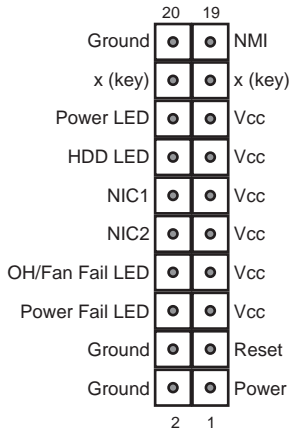 20 19
Ground NMI
x (key) x (key)
Power LED Vcc
HDD LED Vcc
NIC1 Vcc
NIC2 Vcc
OH/Fan Fail LED Vcc
Power Fail LED Vcc
Ground Reset
Ground Power
2 1